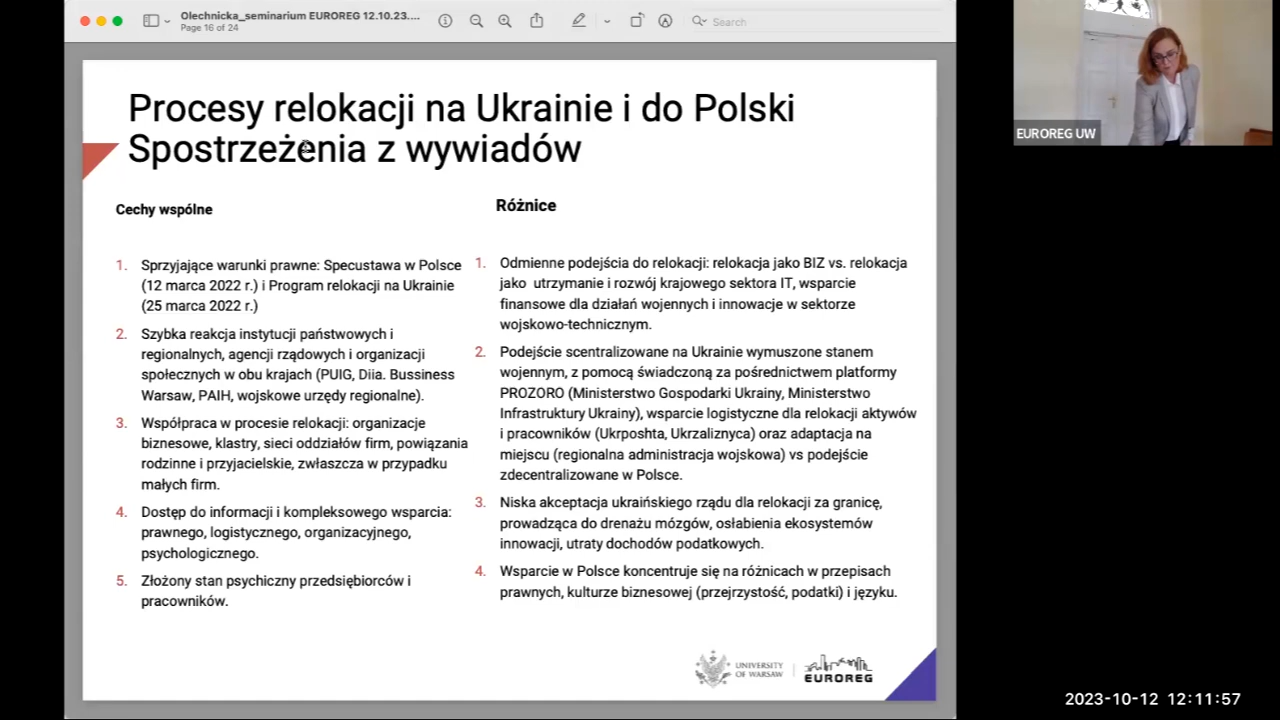 Olechnicka_seminarium EUROREG 12.10.23....
Page 16 of 24
Search
EUROREG UW
Procesy relokacji na Ukrainie i do Polski
Spostrzeżenia z wywiadów
Cechy wspólne
1. Sprzyjające warunki prawne: Specustawa w Polsce
(12 marca 2022 r.) i Program relokacji na Ukrainie
(25 marca 2022 r.)
2. Szybka reakcja instytucji państwowych i
regionalnych, agencji rządowych i organizacji
społecznych w obu krajach (PUIG, Diia. Bussiness
Warsaw, PAIH, wojskowe urzędy regionalne).
3. Współpraca w procesie relokacji: organizacje
biznesowe, klastry, sieci oddziałów firm, powiązania
rodzinne i przyjacielskie, zwłaszcza w przypadku
małych firm.
4. Dostęp do informacji i kompleksowego wsparcia:
prawnego, logistycznego, organizacyjnego,
psychologicznego.
5. Złożony stan psychiczny przedsiębiorców i
pracowników.
Różnice
1. Odmienne podejścia do relokacji: relokacja jako BIZ vs. relokacja
jako utrzymanie i rozwój krajowego sektora IT, wsparcie
finansowe dla działań wojennych i innowacje w sektorze
wojskowo-technicznym.
2. Podejście scentralizowane na Ukrainie wymuszone stanem
wojennym, z pomocą świadczoną za pośrednictwem platformy
PROZORO (Ministerstwo Gospodarki Ukrainy, Ministerstwo
Infrastruktury Ukrainy), wsparcie logistyczne dla relokacji aktywów
i pracowników (Ukrposhta, Ukrzaliznyca) oraz adaptacja na
miejscu (regionalna administracja wojskowa) vs podejście
zdecentralizowane w Polsce.
3. Niska akceptacja ukraińskiego rządu dla relokacji za granicę,
prowadząca do drenażu mózgów, osłabienia ekosystemów
innowacji, utraty dochodów podatkowych.
4. Wsparcie w Polsce koncentruje się na różnicach w przepisach
prawnych, kulturze biznesowej (przejrzystość, podatki) i języku.
UNIVERSITY
OF WARSAW
EUROREG
2023-10-12 12:11:57